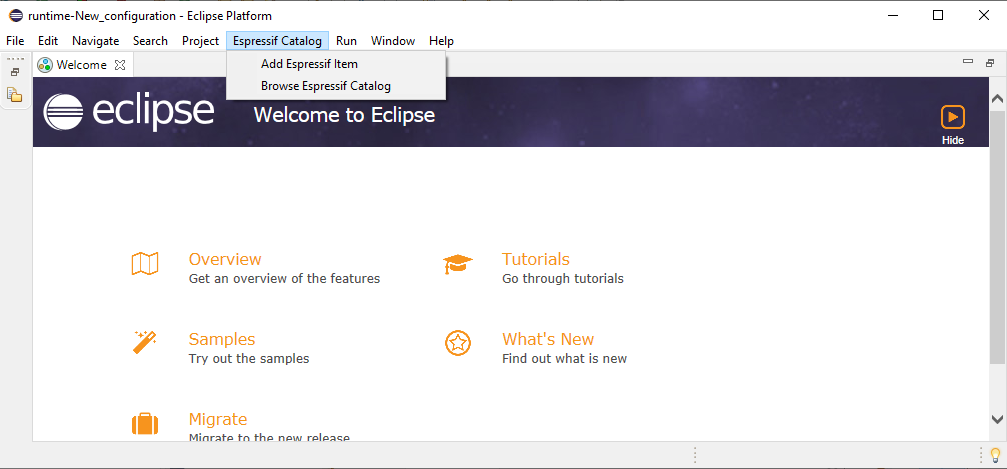 runtime-New_configuration - Eclipse Platform
File Edit Navigate Search Project Espressif Catalog Run Window Help
Welcome
Add Espressif Item
Browse Espressif Catalog
eclipse
Welcome to Eclipse
Hide
Overview
Get an overview of the features
Tutorials
Go through tutorials
Samples
Try out the samples
What's New
Find out what is new
Migrate
Migrate to the new release